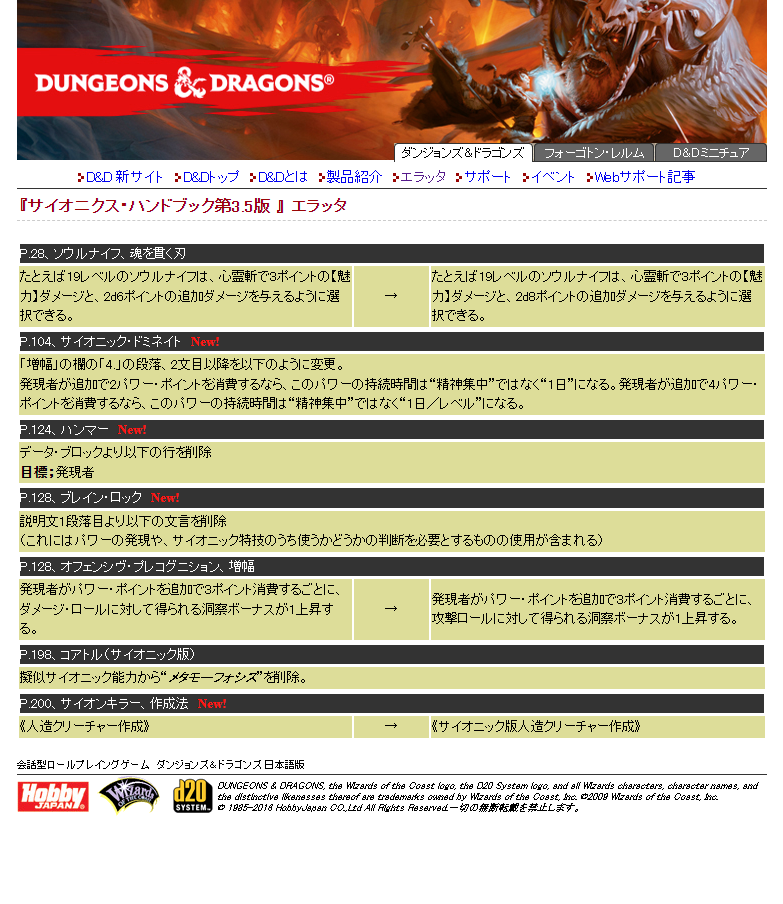 DUNGEONS & DRAGONS®
ダンジョンズ&ドラゴンズ フォーゴトン・レルム D&Dミニチュア
D&D 新サイト D&Dトップ D&Dとは 製品紹介 エラッタ サポート イベント Webサポート記事
『サイオニクス・ハンドブック第3.5版 』 エラッタ
P.28、ソウルナイフ、魂を貫く刃
たとえば19レベルのソウルナイフは、心霊斬で3ポイントの【魅
力】ダメージと、2d6ポイントの追加ダメージを与えるように選
択できる。
→
たとえば19レベルのソウルナイフは、心霊斬で3ポイントの【魅
力】ダメージと、2d8ポイントの追加ダメージを与えるように選
択できる。
P.104、サイオニック・ドミネイト New!
「増幅」の欄の「4.」の段落、2文目以降を以下のように変更。
発現者が追加で2パワー・ポイントを消費するなら、このパワーの持続時間は“精神集中”ではなく“1日”になる。発現者が追加で4パワー・
ポイントを消費するなら、このパワーの持続時間は“精神集中”ではなく“1日／レベル”になる。
P.124、ハンマー New!
データ・ブロックより以下の行を削除
目標；発現者
P.128、ブレイン・ロック New!
説明文1段落目より以下の文言を削除
（これにはパワーの発現や、サイオニック特技のうち使うかどうかの判断を必要とするものの使用が含まれる）
P.128、オフェンシヴ・プレコグニション、増幅
発現者がパワー・ポイントを追加で3ポイント消費するごとに、
ダメージ・ロールに対して得られる洞察ボーナスが1上昇す
る。
→
発現者がパワー・ポイントを追加で3ポイント消費するごとに、
攻撃ロールに対して得られる洞察ボーナスが1上昇する。
P.198、コアトル（サイオニック版）
擬似サイオニック能力から“メタモーフォシズ”を削除。
P.200、サイオンキラー、作成法 New!
《人造クリーチャー作成》 → 《サイオニック版人造クリーチャー作成》
会話型ロールプレイングゲーム ダンジョンズ&ドラゴンズ 日本語版
Hobby JAPAN® Wizards OF THE COAST d20 SYSTEM
DUNGEONS & DRAGONS, the Wizards of the Coast logo, the D20 System logo, and all Wizards characters, character names, and
the distinctive likenesses thereof are trademarks owned by Wizards of the Coast, Inc. ©2009 Wizards of the Coast, Inc.
© 1985-2016 HobbyJapan CO.,Ltd All Rights Reserved.一切の無断転載を禁止します。